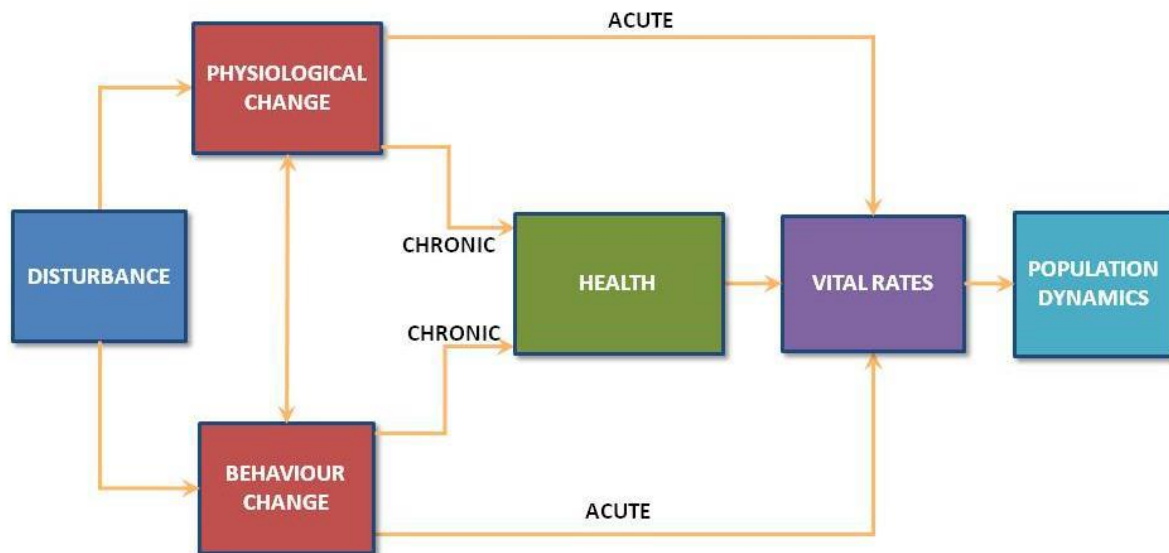 ACUTE
PHYSIOLOGICAL
CHANGE
DISTURBANCE
CHRONIC
CHRONIC
HEALTH
VITAL RATES
POPULATION
DYNAMICS
BEHAVIOUR
CHANGE
ACUTE